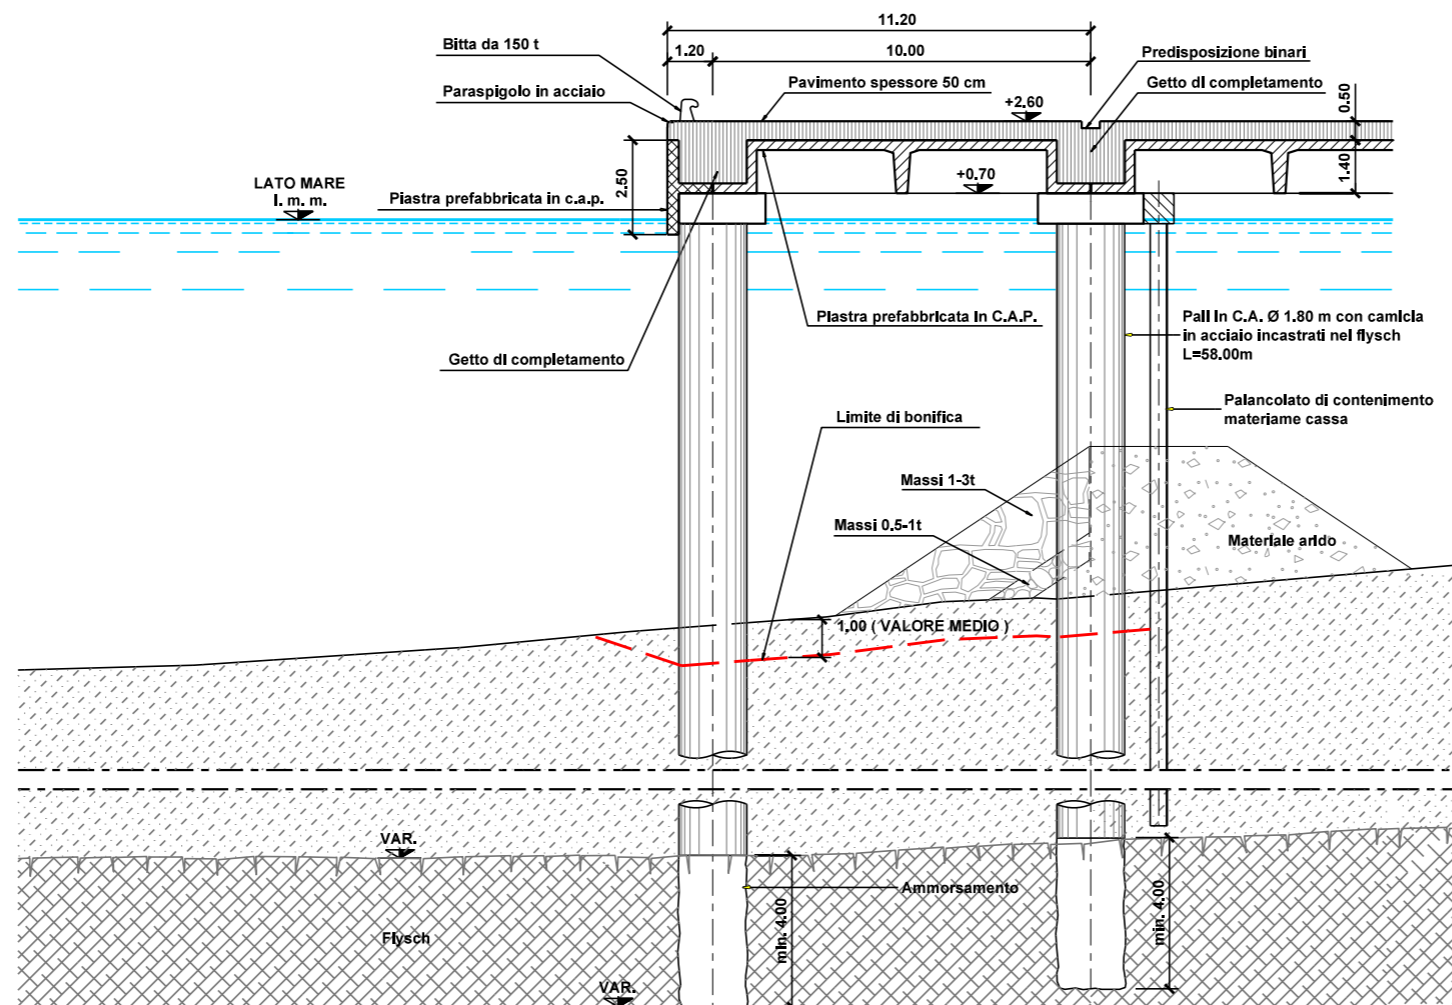 11.20
Bitta da 150 t
1.20
10.00
Predisposizione binari
Paraspigolo in acciaio
Pavimento spessore 50 cm
Getto di completamento
+2.60
0.50
LATO MARE
l. m. m.
2.50
+0.70
1.40
Piastra prefabbricata in c.a.p.
Piastra prefabbricata in C.A.P.
Pali in C.A. Ø 1.80 m con camicia
in acciaio incastrati nel flysch
L=58.00m
Getto di completamento
Palancolato di contenimento
materiame cassa
Limite di bonifica
Massi 1-3t
Massi 0.5-1t
Materiale arido
1,00 ( VALORE MEDIO )
VAR.
Ammorsamento
min. 4.00
min. 4.00
Flysch
VAR.